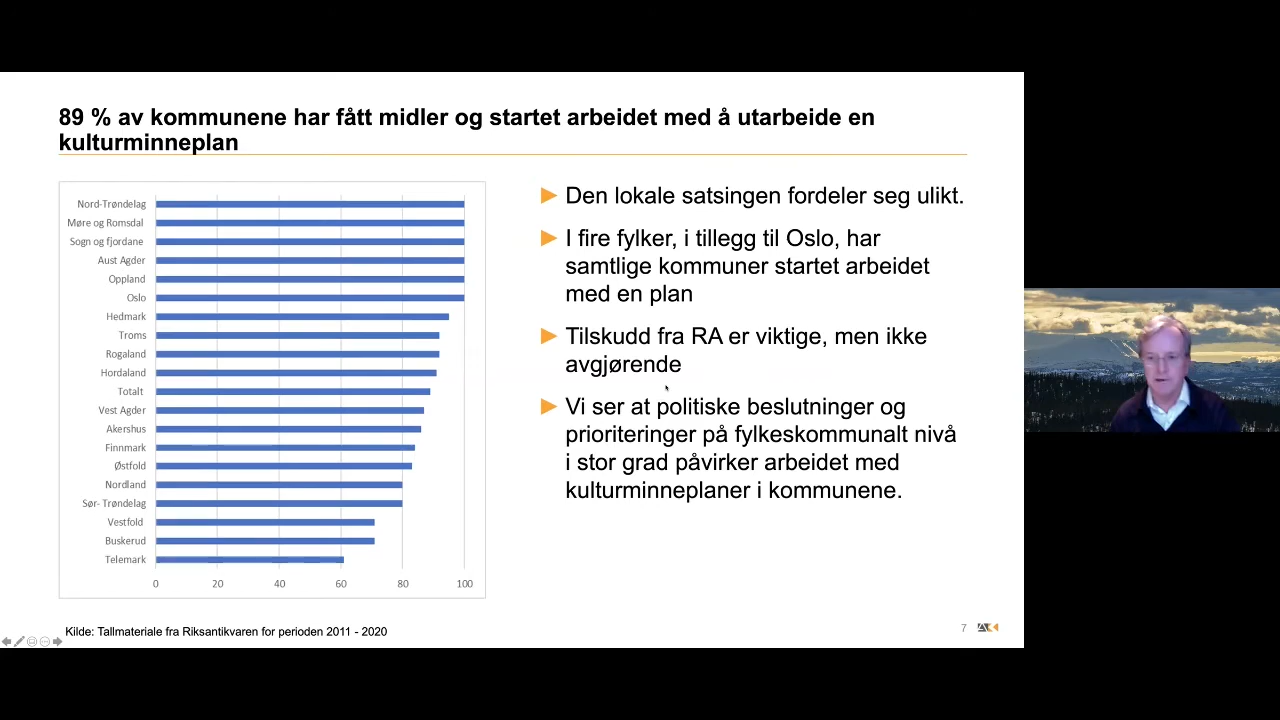 89 % av kommunene har fått midler og startet arbeidet med å utarbeide en
kulturminneplan
Nord-Trøndelag
Møre og Romsdal
Sogn og fjordane
Aust Agder
Oppland
Oslo
Hedmark
Troms
Rogaland
Hordaland
Totalt
Vest Agder
Akershus
Finnmark
Østfold
Nordland
Sør- Trøndelag
Vestfold
Buskerud
Telemark
0 20 40 60 80 100
Den lokale satsingen fordeler seg ulikt.
I fire fylker, i tillegg til Oslo, har
samtlige kommuner startet arbeidet
med en plan
Tilskudd fra RA er viktige, men ikke
avgjørende
Vi ser at politiske beslutninger og
prioriteringer på fylkeskommunalt nivå
i stor grad påvirker arbeidet med
kulturminneplaner i kommunene.
Kilde: Tallmateriale fra Riksantikvaren for perioden 2011 - 2020
7